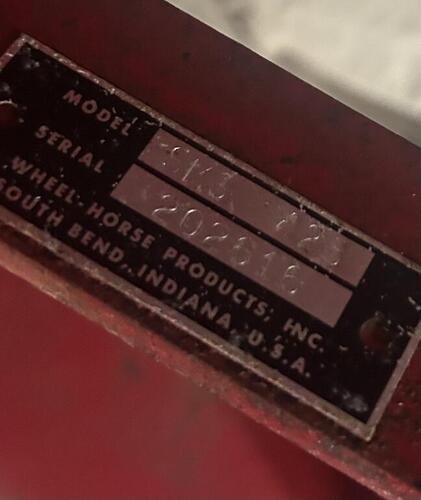 MODEL
SERIAL 202616
WHEEL-HORSE PRODUCTS, INC.
SOUTH BEND, INDIANA, U.S.A.